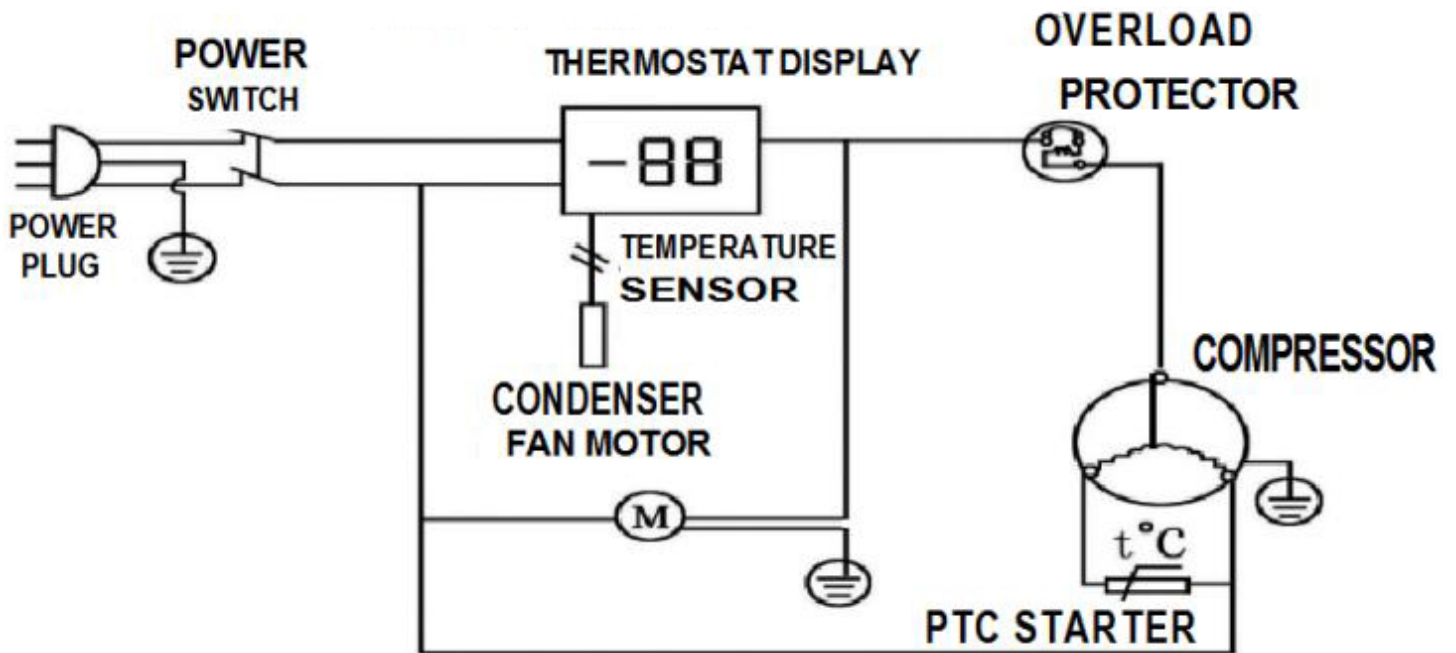 POWER
SWITCH
THERMOSTAT DISPLAY
OVERLOAD
PROTECTOR
-88
POWER
PLUG
TEMPERATURE
SENSOR
COMPRESSOR
CONDENSER
FAN MOTOR
M
t°C
PTC STARTER